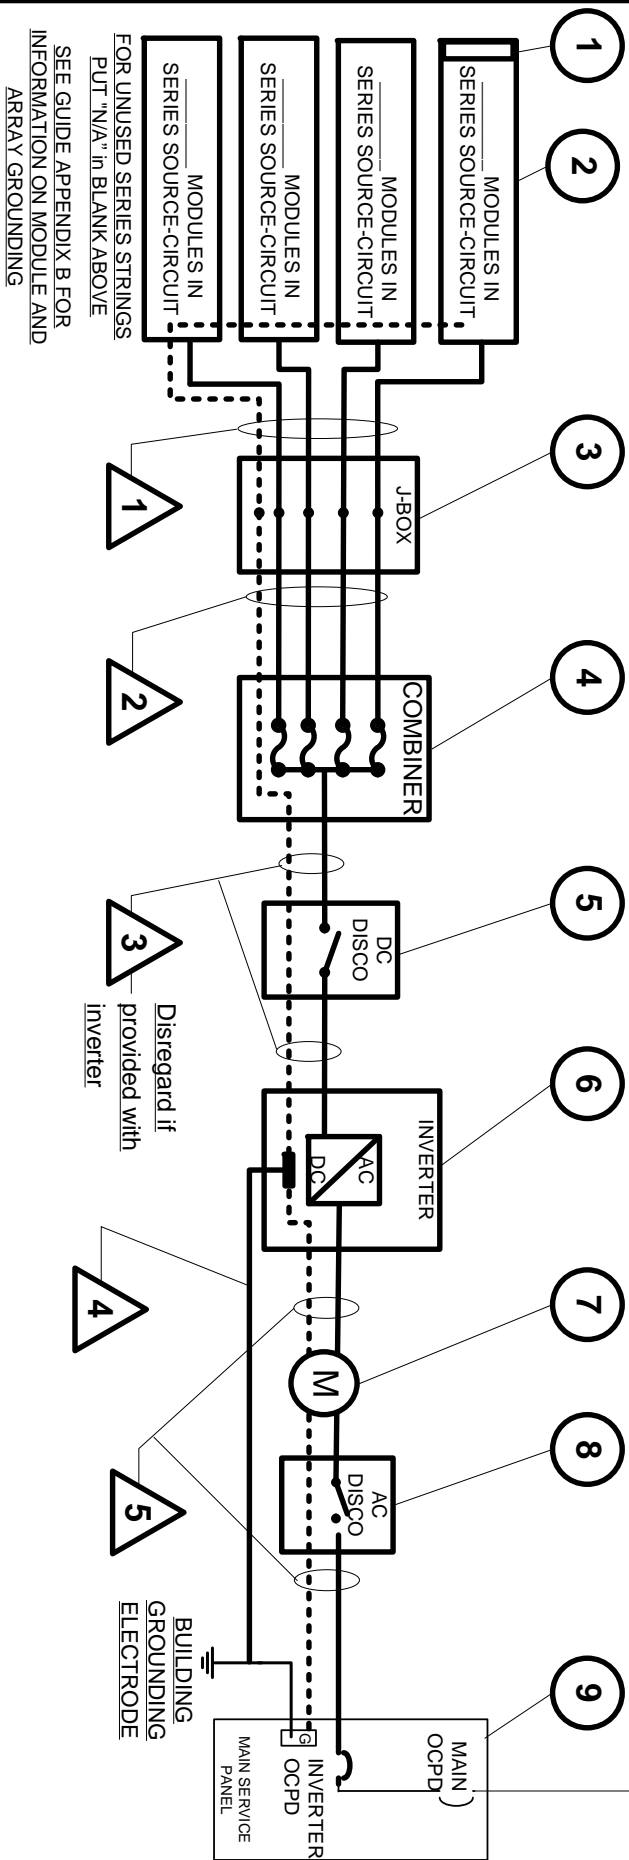 1
2
3
4
5
6
7
8
9
_____ MODULES IN
SERIES SOURCE-CIRCUIT
_____ MODULES IN
SERIES SOURCE-CIRCUIT
_____ MODULES IN
SERIES SOURCE-CIRCUIT
_____ MODULES IN
SERIES SOURCE-CIRCUIT
FOR UNUSED SERIES STRINGS
PUT "N/A" in BLANK ABOVE
SEE GUIDE APPENDIX B FOR
INFORMATION ON MODULE AND
ARRAY GROUNDING
J-BOX
COMBINER
DC
DISCO
INVERTER
AC
DC
M
AC
DISCO
MAIN
OCPD
G
INVERTER
OCPD
MAIN SERVICE
PANEL
1
2
3
Disregard if
provided with
inverter
4
5
BUILDING
GROUNDING
ELECTRODE